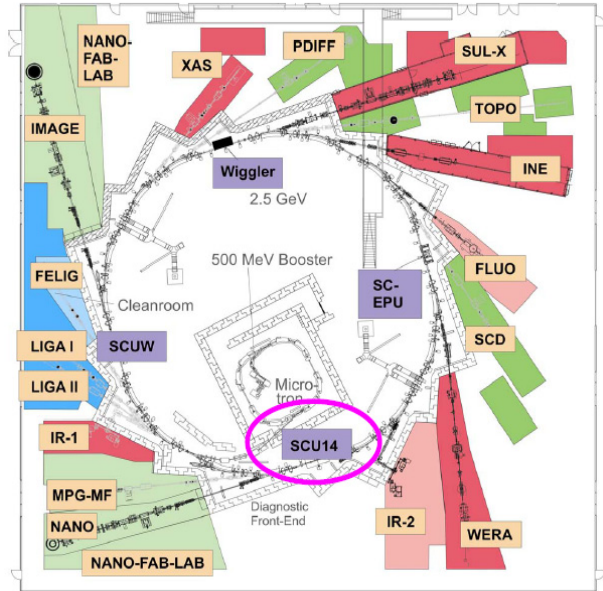 NANO-
FAB-
LAB
PDIFF
SUL-X
XAS
TOPO
IMAGE
INE
Wiggler
2.5 GeV
500 MeV Booster
FELIG
SC-
EPU
FLUO
Cleanroom
SCUW
LIGA I
SCD
LIGA II
Micro-
tron
IR-1
SCU14
MPG-MF
Diagnostic
Front-End
NANO
IR-2
WERA
NANO-FAB-LAB